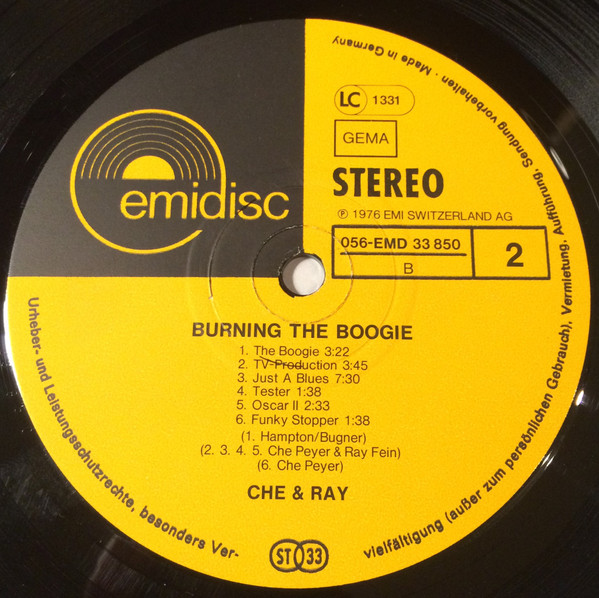 emidisc
LC 1331
GEMA
STEREO
℗ 1976 EMI SWITZERLAND AG
056-EMD 33 850
B
2
BURNING THE BOOGIE
1. The Boogie 3:22
2. TV-Production 3:45
3. Just A Blues 7:30
4. Tester 1:38
5. Oscar II 2:33
6. Funky Stopper 1:38
(1. Hampton/Bugner)
(2. 3. 4. 5. Che Peyer & Ray Fein)
(6. Che Peyer)
CHE & RAY
ST 33
Urheber- und Leistungsschutzrechte, besonders Ver-
vielfältigung (außer zum persönlichen Gebrauch), Vermietung, Aufführung, Sendung vorbehalten · Made in Germany